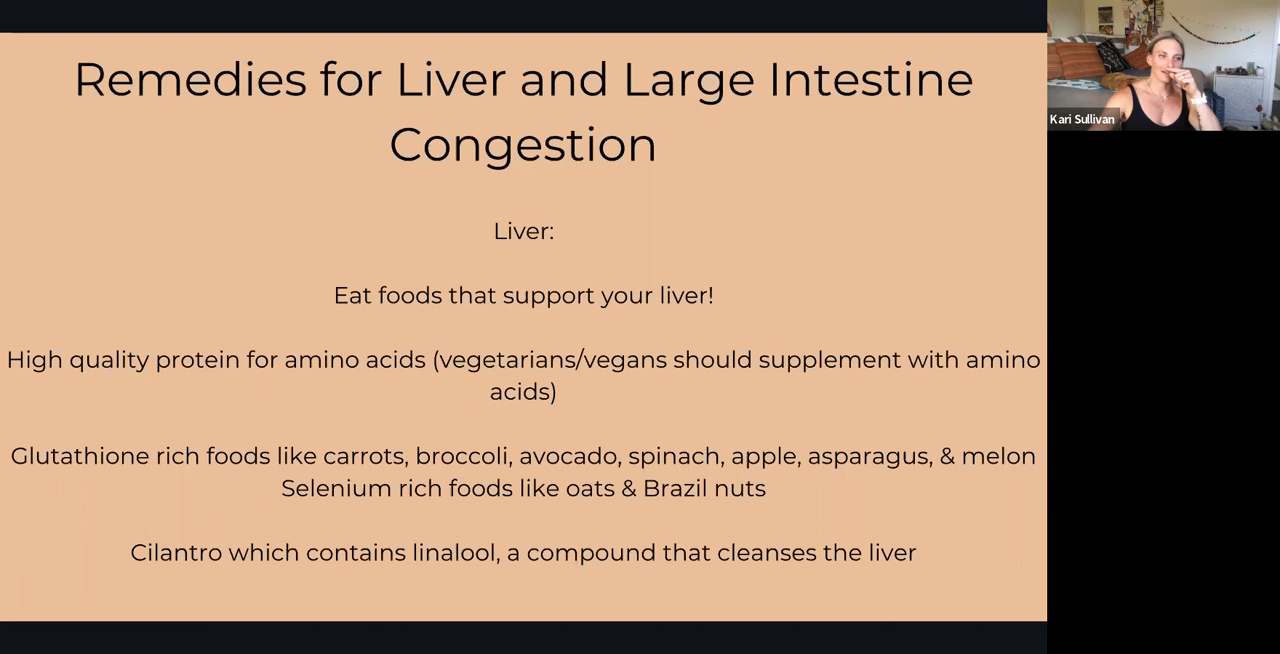 Remedies for Liver and Large Intestine
Congestion
Liver:
Eat foods that support your liver!
High quality protein for amino acids (vegetarians/vegans should supplement with amino
acids)
Glutathione rich foods like carrots, broccoli, avocado, spinach, apple, asparagus, & melon
Selenium rich foods like oats & Brazil nuts
Cilantro which contains linalool, a compound that cleanses the liver
Kari Sullivan